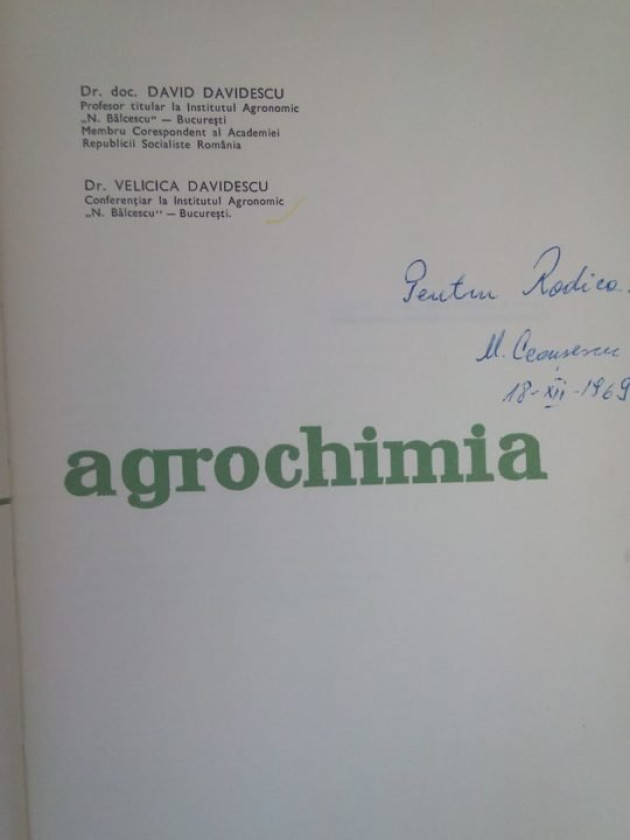 Dr. doc. DAVID DAVIDESCU
Profesor titular la Institutul Agronomic
„N. Bălcescu“ — București
Membru Corespondent al Academiei
Republicii Socialiste România
Dr. VELICICA DAVIDESCU
Conferențiar la Institutul Agronomic
„N. Bălcescu“ — București.
Pentru Rodica.
M. Ceaușescu
18-XII-1969
agrochimia